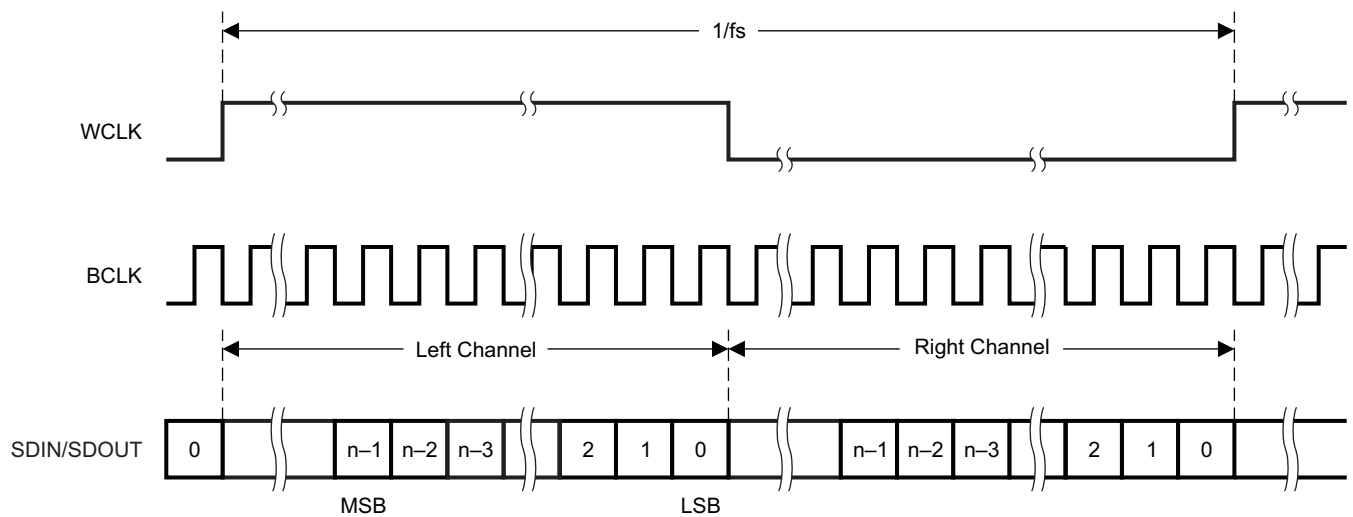 1/fs
WCLK
BCLK
Left Channel
Right Channel
SDIN/SDOUT 0 n–1 n–2 n–3 2 1 0 n–1 n–2 n–3 2 1 0
MSB LSB